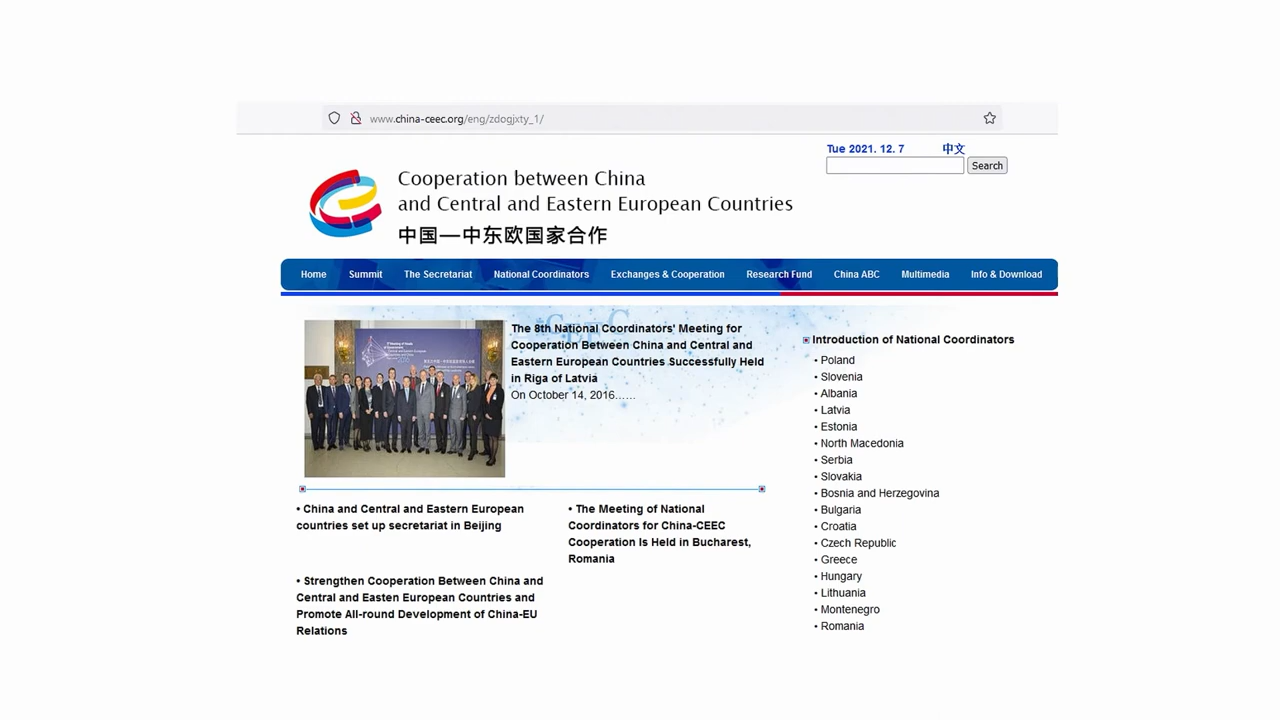 www.china-ceec.org/eng/zdogjxty_1/
Tue 2021. 12. 7
中文
Search
Cooperation between China
and Central and Eastern European Countries
中国—中东欧国家合作
Home
Summit
The Secretariat
National Coordinators
Exchanges & Cooperation
Research Fund
China ABC
Multimedia
Info & Download
The 8th National Coordinators' Meeting for
Cooperation Between China and Central and
Eastern European Countries Successfully Held
in Riga of Latvia
On October 14, 2016……
• China and Central and Eastern European
countries set up secretariat in Beijing
• The Meeting of National
Coordinators for China-CEEC
Cooperation Is Held in Bucharest,
Romania
• Strengthen Cooperation Between China and
Central and Easten European Countries and
Promote All-round Development of China-EU
Relations
Introduction of National Coordinators
• Poland
• Slovenia
• Albania
• Latvia
• Estonia
• North Macedonia
• Serbia
• Slovakia
• Bosnia and Herzegovina
• Bulgaria
• Croatia
• Czech Republic
• Greece
• Hungary
• Lithuania
• Montenegro
• Romania